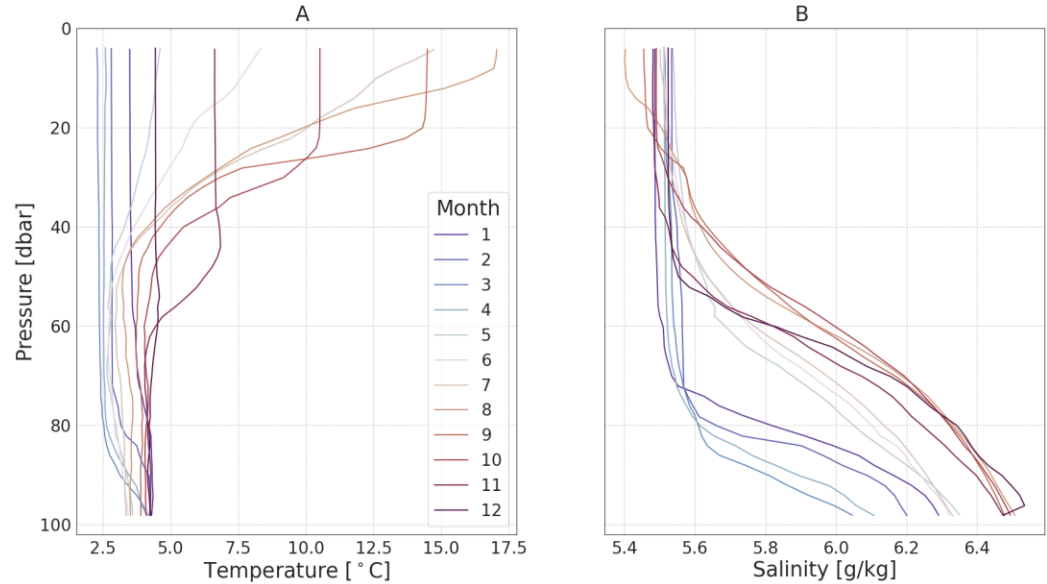 A
B
0
20
40
60
80
100
Pressure [dbar]
Month
1
2
3
4
5
6
7
8
9
10
11
12
2.5 5.0 7.5 10.0 12.5 15.0 17.5
5.4 5.6 5.8 6.0 6.2 6.4
Temperature [°C]
Salinity [g/kg]